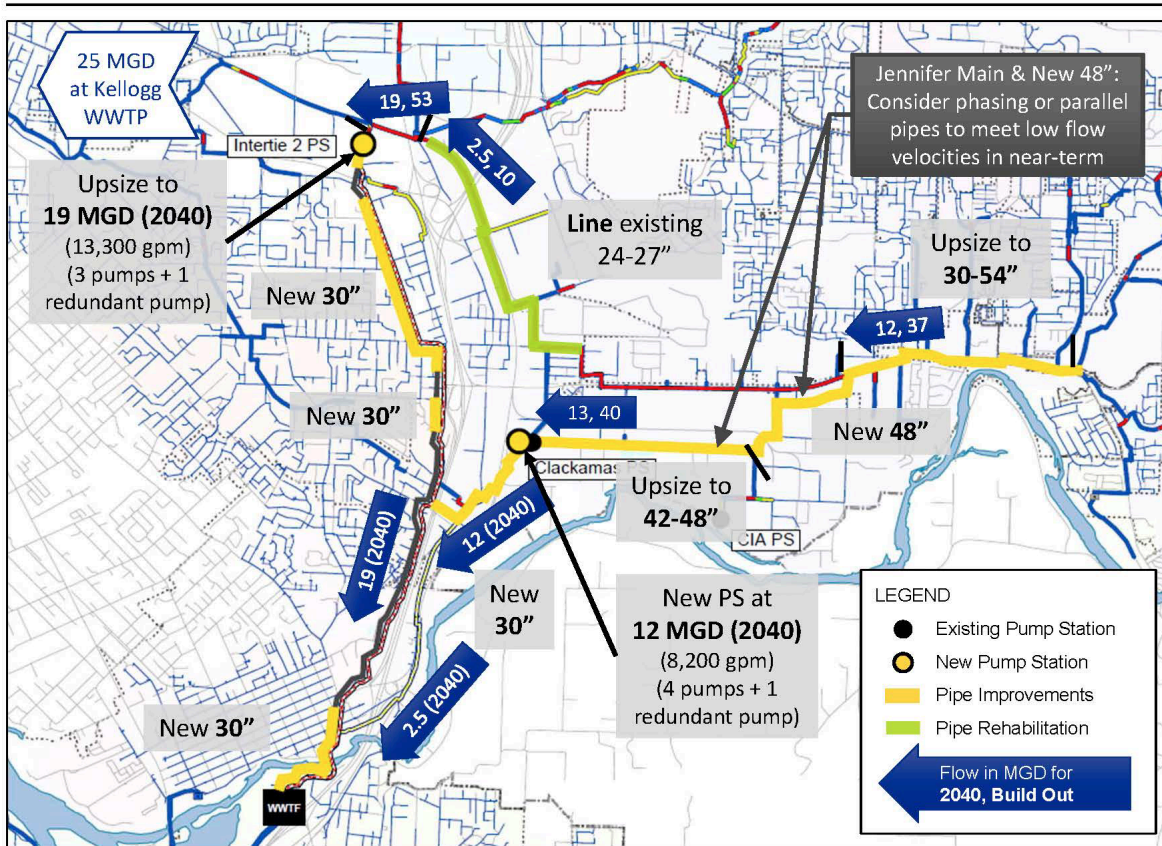 25 MGD
at Kellogg
WWTP
19, 53
Intertie 2 PS
2.5, 10
Jennifer Main & New 48”:
Consider phasing or parallel
pipes to meet low flow
velocities in near-term
Upsize to
19 MGD (2040)
(13,300 gpm)
(3 pumps + 1
redundant pump)
Line existing
24-27”
Upsize to
30-54”
New 30”
12, 37
New 30”
13, 40
New 48”
Clackamas PS
Upsize to
42-48”
CIA PS
19 (2040)
12 (2040)
New
30”
New PS at
12 MGD (2040)
(8,200 gpm)
(4 pumps + 1
redundant pump)
2.5 (2040)
New 30”
WWTF
LEGEND
Existing Pump Station
New Pump Station
Pipe Improvements
Pipe Rehabilitation
Flow in MGD for
2040, Build Out